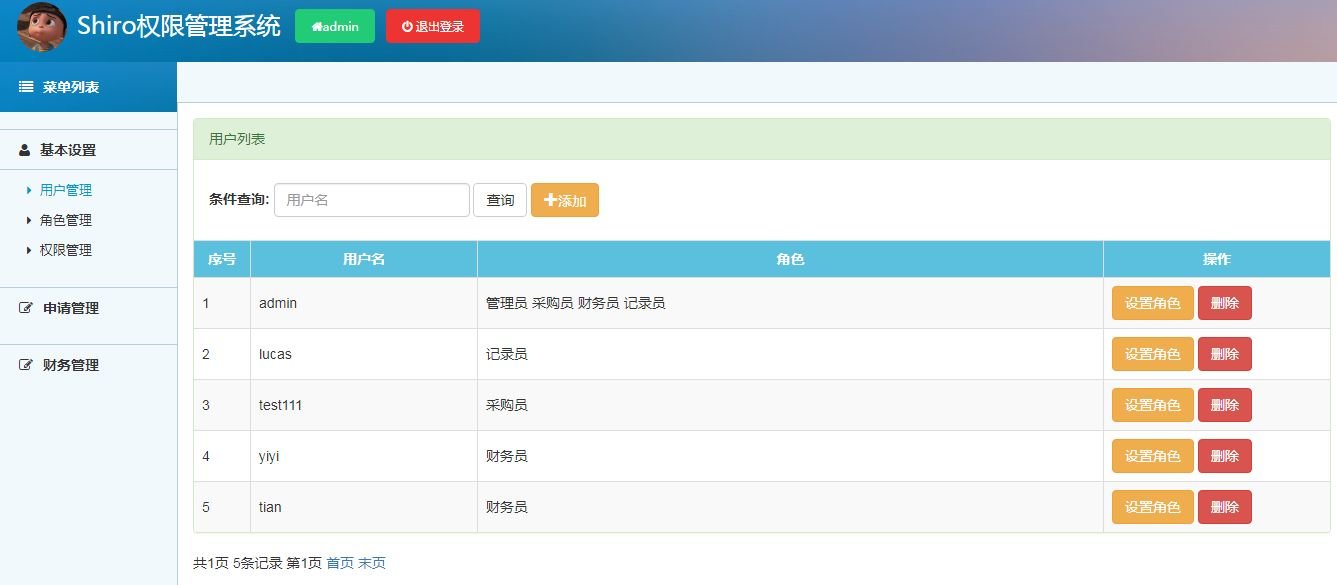 Shiro权限管理系统 admin 退出登录
菜单列表
基本设置
用户管理
角色管理
权限管理
申请管理
财务管理
用户列表
条件查询: 用户名 查询 添加
序号 用户名 角色 操作
1 admin 管理员 采购员 财务员 记录员 设置角色 删除
2 lucas 记录员 设置角色 删除
3 test111 采购员 设置角色 删除
4 yiyi 财务员 设置角色 删除
5 tian 财务员 设置角色 删除
共1页 5条记录 第1页 首页 末页